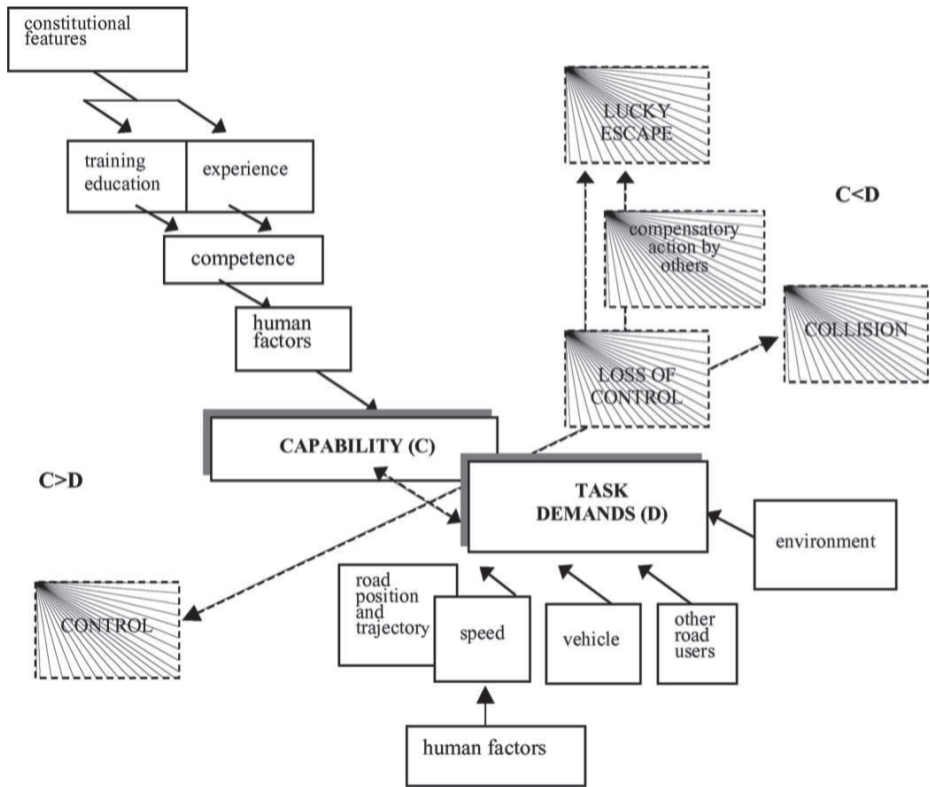 constitutional
features
LUCKY
ESCAPE
training
education
experience
C<D
compensatory
action by
others
competence
human
factors
COLLISION
LOSS OF
CONTROL
CAPABILITY (C)
C>D
TASK
DEMANDS (D)
environment
road
position
and
trajectory
speed
vehicle
other
road
users
CONTROL
human factors